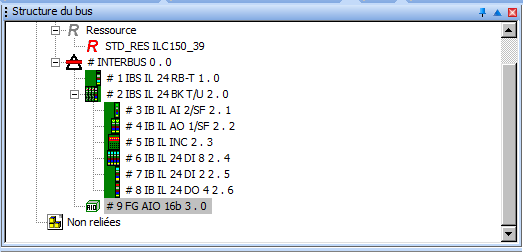 Structure du bus
Ressource
STD_RES ILC150_39
# INTERBUS 0 . 0
# 1 IBS IL 24 RB-T 1 . 0
# 2 IBS IL 24 BK T/U 2 . 0
# 3 IB IL AI 2/SF 2 . 1
# 4 IB IL AO 1/SF 2 . 2
# 5 IB IL INC 2 . 3
# 6 IB IL 24 DI 8 2 . 4
# 7 IB IL 24 DI 2 2 . 5
# 8 IB IL 24 DO 4 2 . 6
# 9 FG AIO 16b 3 . 0
Non reliées